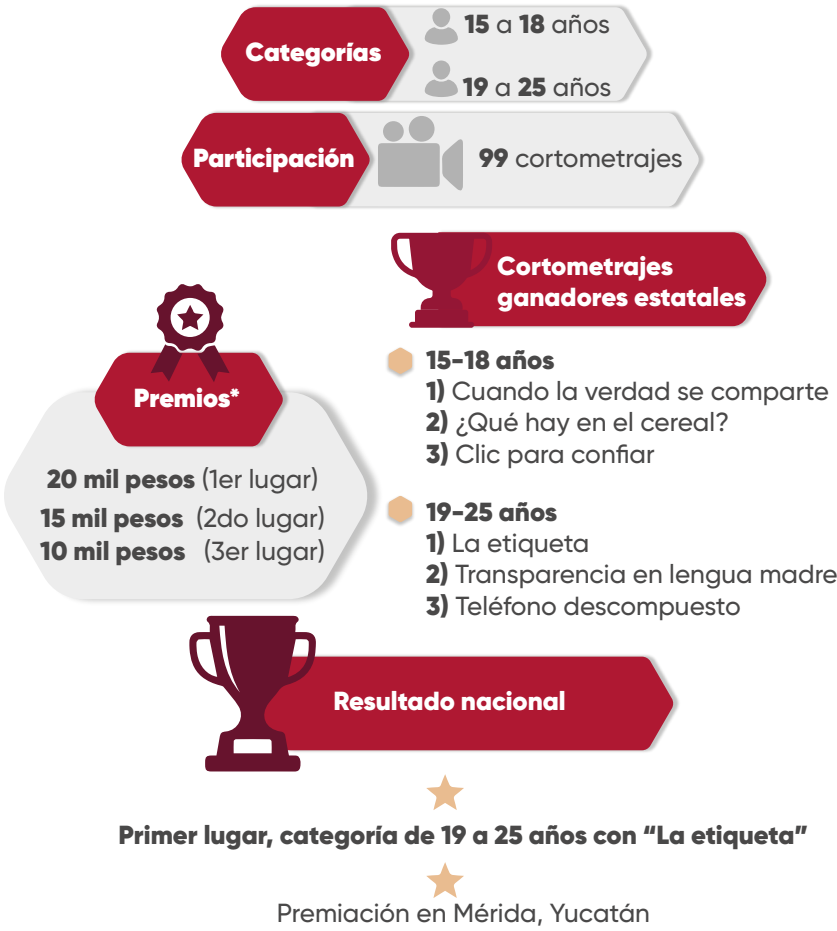 Categorías
15 a 18 años
19 a 25 años
Participación
99 cortometrajes
Cortometrajes
ganadores estatales
15-18 años
1) Cuando la verdad se comparte
2) ¿Qué hay en el cereal?
3) Clic para confiar
Premios*
20 mil pesos (1er lugar)
15 mil pesos (2do lugar)
10 mil pesos (3er lugar)
19-25 años
1) La etiqueta
2) Transparencia en lengua madre
3) Teléfono descompuesto
Resultado nacional
Primer lugar, categoría de 19 a 25 años con “La etiqueta”
Premiación en Mérida, Yucatán